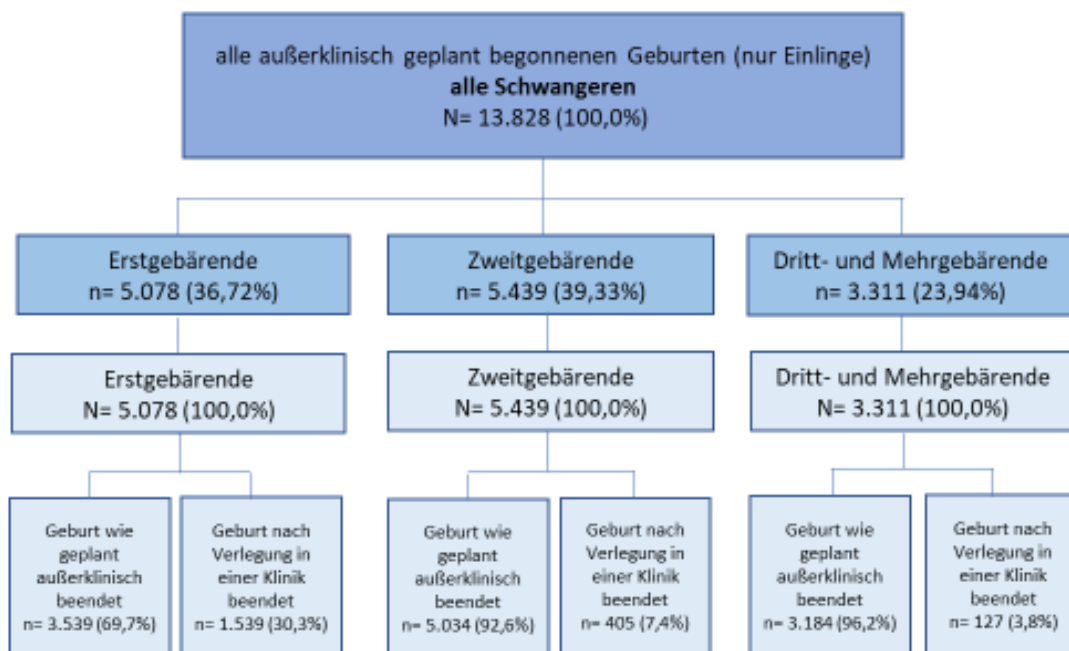 alle außerklinisch geplant begonnenen Geburten (nur Einlinge)
alle Schwangeren
N= 13.828 (100,0%)
Erstgebärende
n= 5.078 (36,72%)
Zweitgebärende
n= 5.439 (39,33%)
Dritt- und Mehrgebärende
n= 3.311 (23,94%)
Erstgebärende
N= 5.078 (100,0%)
Zweitgebärende
N= 5.439 (100,0%)
Dritt- und Mehrgebärende
N= 3.311 (100,0%)
Geburt wie
geplant
außerklinisch
beendet
n= 3.539 (69,7%)
Geburt nach
Verlegung in
einer Klinik
beendet
n= 1.539 (30,3%)
Geburt wie
geplant
außerklinisch
beendet
n= 5.034 (92,6%)
Geburt nach
Verlegung in
einer Klinik
beendet
n= 405 (7,4%)
Geburt wie
geplant
außerklinisch
beendet
n= 3.184 (96,2%)
Geburt nach
Verlegung in
einer Klinik
beendet
n= 127 (3,8%)